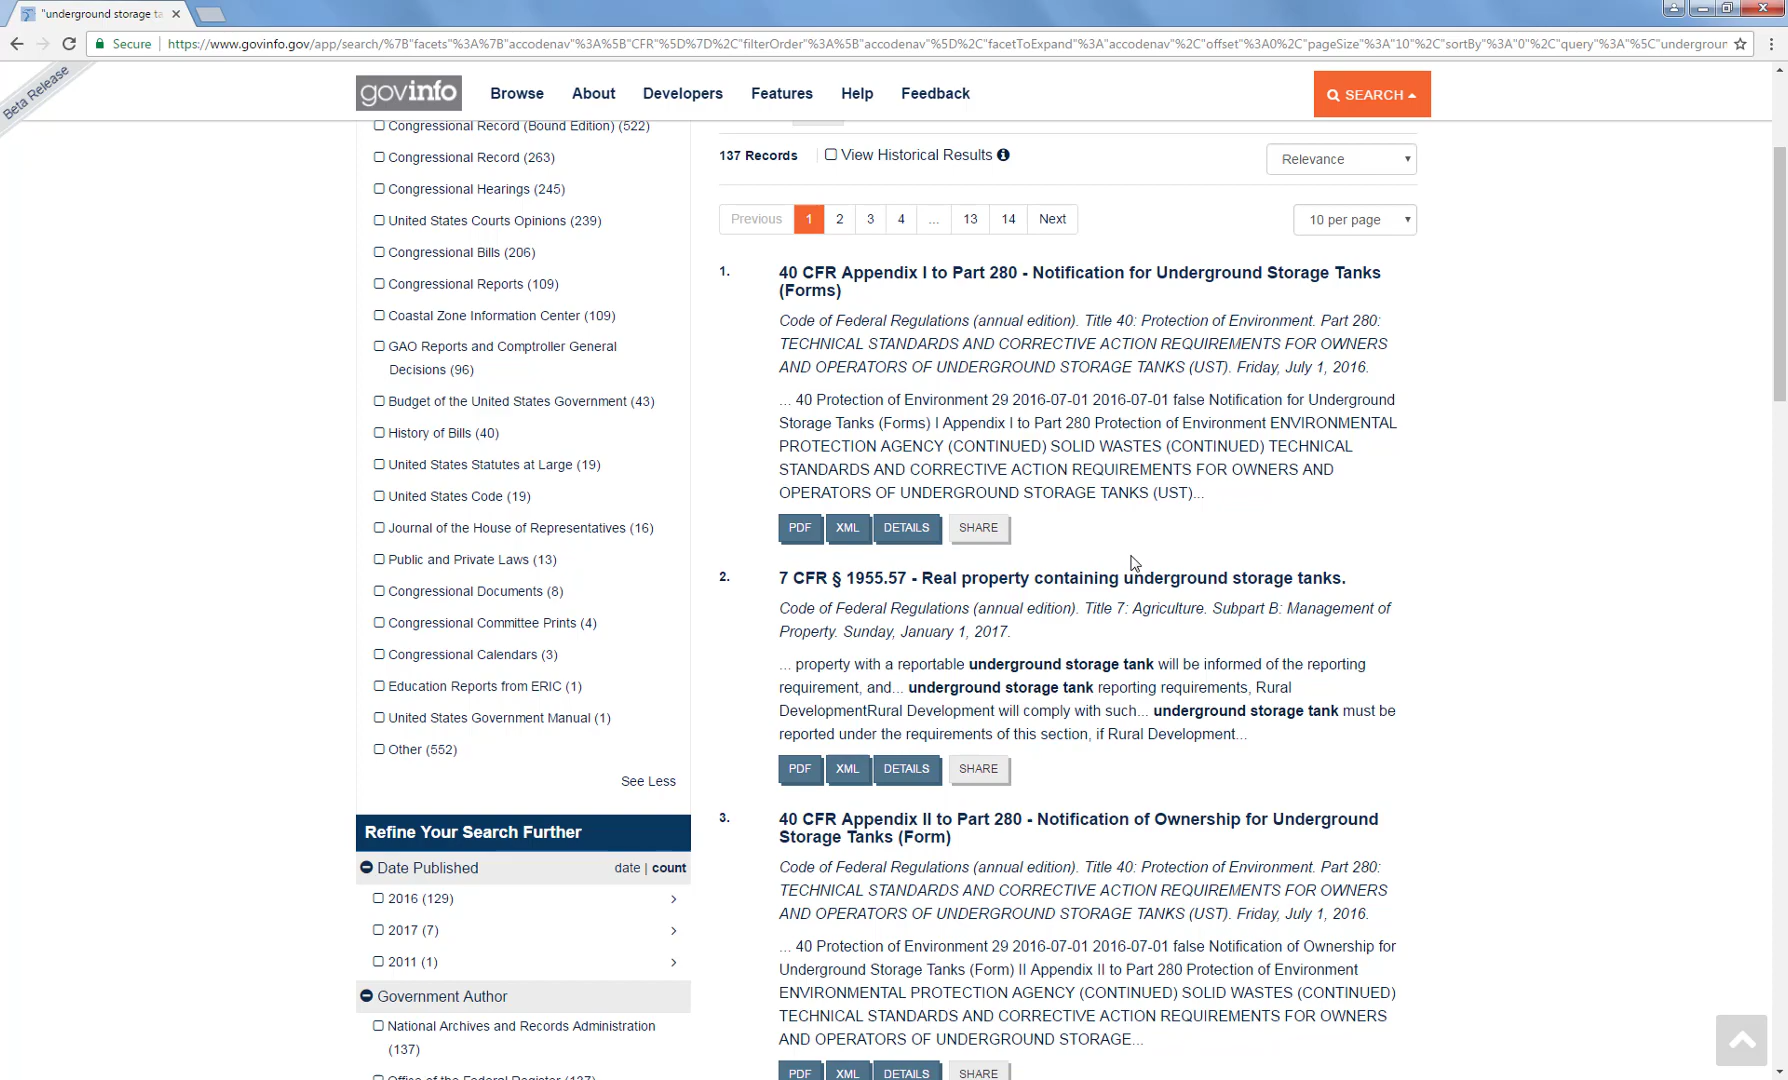 "underground storage ta
Secure
https://www.govinfo.gov/app/search/%7B"facets"%3A%7B"accodenav"%3A%5B"CFR"%5D%7D%2C"filterOrder"%3A%5B"accodenav"%5D%2C"facetToExpand"%3A"accodenav"%2C"offset"%3A0%2C"pageSize"%3A"10"%2C"sortBy"%3A"0"%2C"query"%3A"%5C"undergroun
Beta Release
govinfo
Browse
About
Developers
Features
Help
Feedback
SEARCH
Congressional Record (Bound Edition) (522)
Congressional Record (263)
Congressional Hearings (245)
United States Courts Opinions (239)
Congressional Bills (206)
Congressional Reports (109)
Coastal Zone Information Center (109)
GAO Reports and Comptroller General
Decisions (96)
Budget of the United States Government (43)
History of Bills (40)
United States Statutes at Large (19)
United States Code (19)
Journal of the House of Representatives (16)
Public and Private Laws (13)
Congressional Documents (8)
Congressional Committee Prints (4)
Congressional Calendars (3)
Education Reports from ERIC (1)
United States Government Manual (1)
Other (552)
See Less
Refine Your Search Further
Date Published
date | count
2016 (129)
2017 (7)
2011 (1)
Government Author
National Archives and Records Administration
(137)
Office of the Federal Register (137)
137 Records
View Historical Results
Relevance
Previous 1 2 3 4 ... 13 14 Next
10 per page
1.
40 CFR Appendix I to Part 280 - Notification for Underground Storage Tanks
(Forms)
Code of Federal Regulations (annual edition). Title 40: Protection of Environment. Part 280:
TECHNICAL STANDARDS AND CORRECTIVE ACTION REQUIREMENTS FOR OWNERS
AND OPERATORS OF UNDERGROUND STORAGE TANKS (UST). Friday, July 1, 2016.
... 40 Protection of Environment 29 2016-07-01 2016-07-01 false Notification for Underground
Storage Tanks (Forms) I Appendix I to Part 280 Protection of Environment ENVIRONMENTAL
PROTECTION AGENCY (CONTINUED) SOLID WASTES (CONTINUED) TECHNICAL
STANDARDS AND CORRECTIVE ACTION REQUIREMENTS FOR OWNERS AND
OPERATORS OF UNDERGROUND STORAGE TANKS (UST)...
PDF XML DETAILS SHARE
2.
7 CFR § 1955.57 - Real property containing underground storage tanks.
Code of Federal Regulations (annual edition). Title 7: Agriculture. Subpart B: Management of
Property. Sunday, January 1, 2017.
... property with a reportable underground storage tank will be informed of the reporting
requirement, and... underground storage tank reporting requirements, Rural
DevelopmentRural Development will comply with such... underground storage tank must be
reported under the requirements of this section, if Rural Development...
PDF XML DETAILS SHARE
3.
40 CFR Appendix II to Part 280 - Notification of Ownership for Underground
Storage Tanks (Form)
Code of Federal Regulations (annual edition). Title 40: Protection of Environment. Part 280:
TECHNICAL STANDARDS AND CORRECTIVE ACTION REQUIREMENTS FOR OWNERS
AND OPERATORS OF UNDERGROUND STORAGE TANKS (UST). Friday, July 1, 2016.
... 40 Protection of Environment 29 2016-07-01 2016-07-01 false Notification of Ownership for
Underground Storage Tanks (Form) II Appendix II to Part 280 Protection of Environment
ENVIRONMENTAL PROTECTION AGENCY (CONTINUED) SOLID WASTES (CONTINUED)
TECHNICAL STANDARDS AND CORRECTIVE ACTION REQUIREMENTS FOR OWNERS
AND OPERATORS OF UNDERGROUND STORAGE...
PDF XML DETAILS SHARE